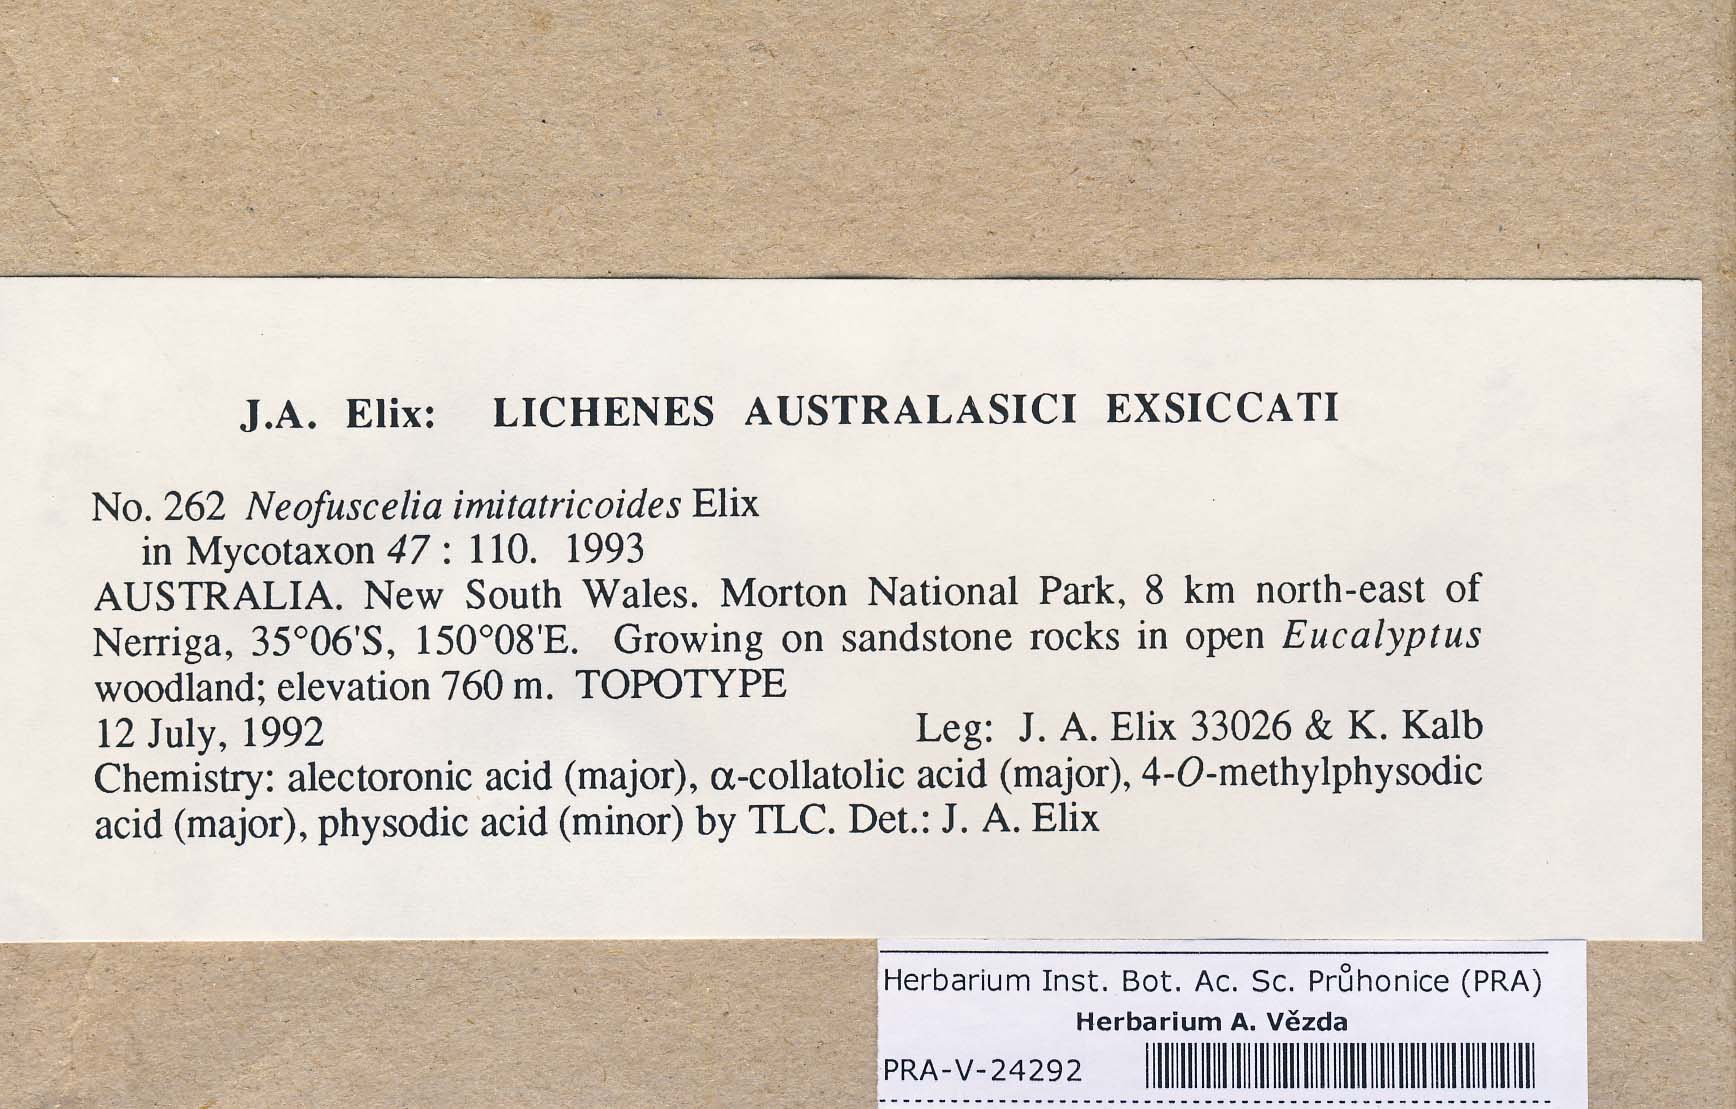 J.A. Elix: LICHENES AUSTRALASICI EXSICCATI
No. 262 Neofuscelia imitatricoides Elix
in Mycotaxon 47 : 110. 1993
AUSTRALIA. New South Wales. Morton National Park, 8 km north-east of
Nerriga, 35°06'S, 150°08'E. Growing on sandstone rocks in open Eucalyptus
woodland; elevation 760 m. TOPOTYPE
12 July, 1992 Leg: J. A. Elix 33026 & K. Kalb
Chemistry: alectoronic acid (major), α-collatolic acid (major), 4-O-methylphysodic
acid (major), physodic acid (minor) by TLC. Det.: J. A. Elix
Herbarium Inst. Bot. Ac. Sc. Průhonice (PRA)
Herbarium A. Vězda
PRA-V-24292